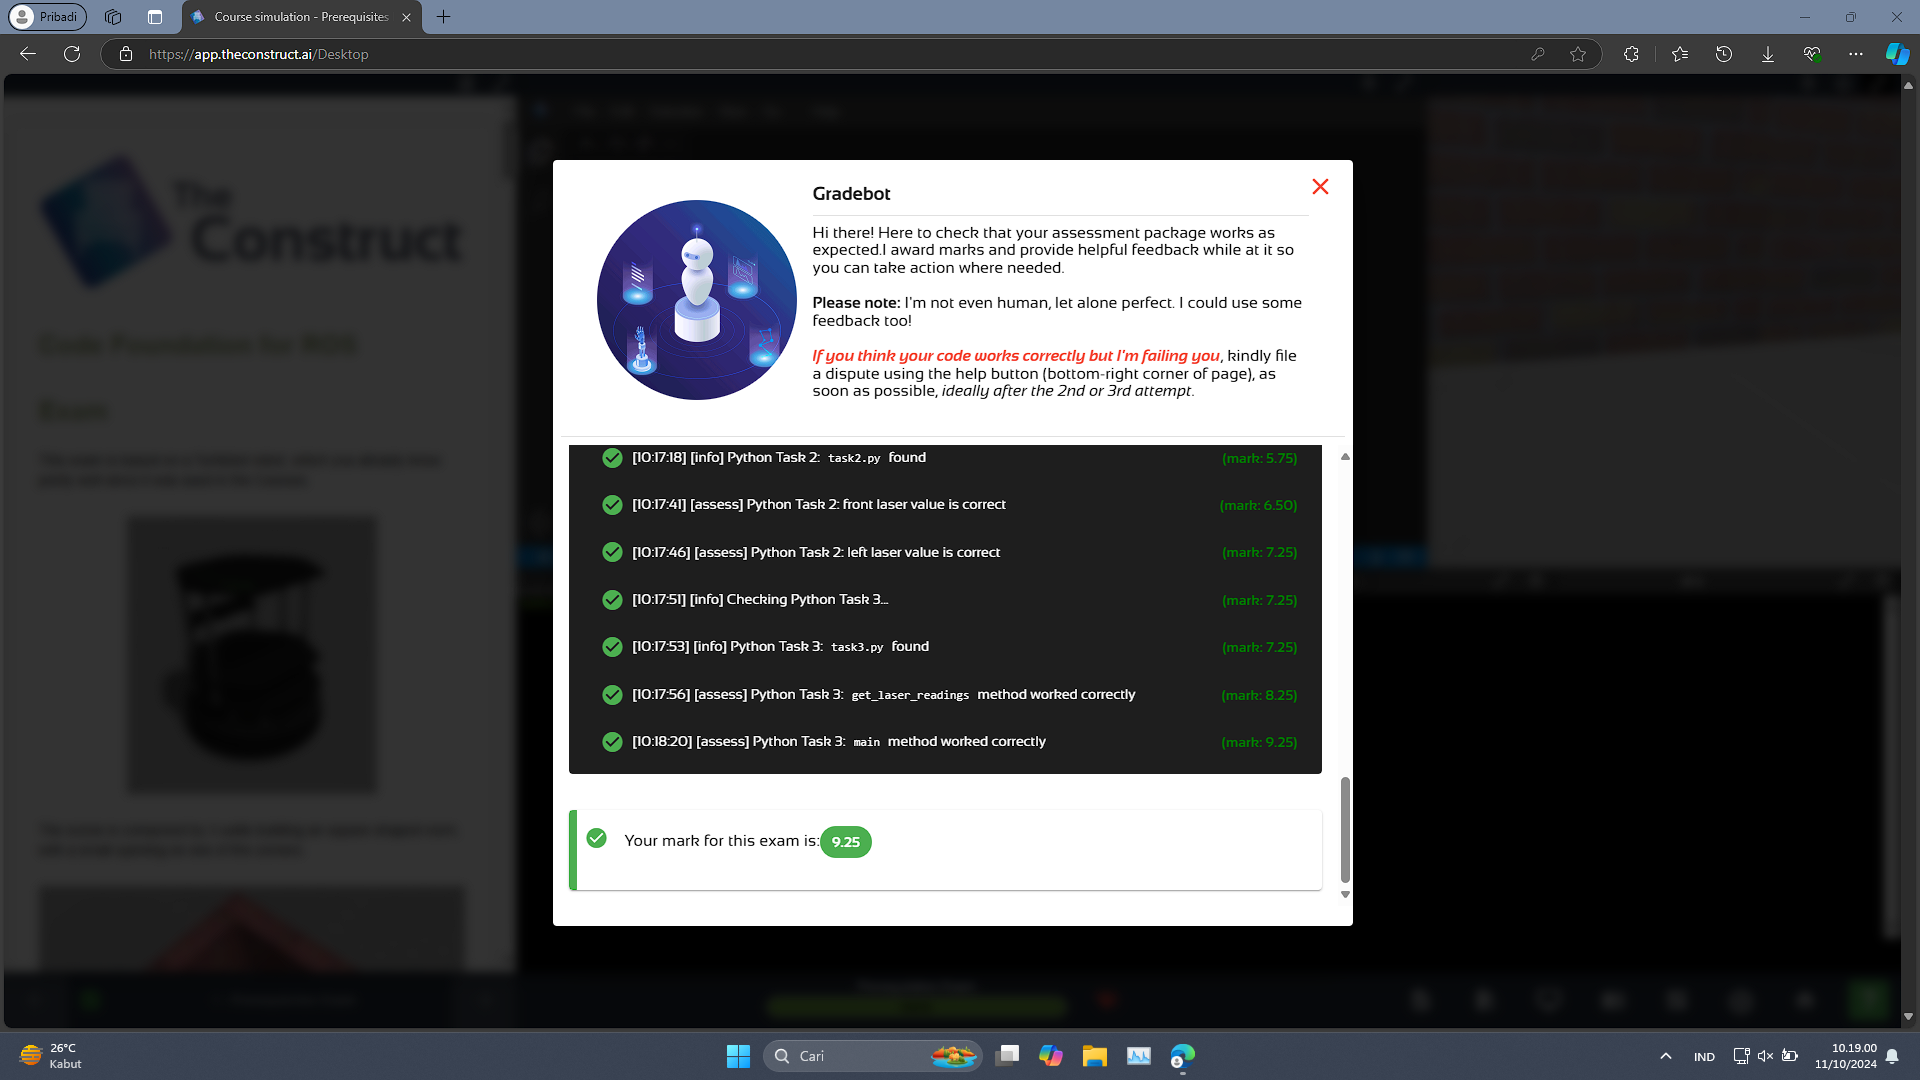 Pribadi
Course simulation - Prerequisites
https://app.theconstruct.ai/Desktop
The
Construct
Code Foundation for ROS
Exam
Gradebot
Hi there! Here to check that your assessment package works as
expected.I award marks and provide helpful feedback while at it so
you can take action where needed.
Please note: I'm not even human, let alone perfect. I could use some
feedback too!
If you think your code works correctly but I'm failing you, kindly file
a dispute using the help button (bottom-right corner of page), as
soon as possible, ideally after the 2nd or 3rd attempt.
[10:17:18] [info] Python Task 2: task2.py found (mark: 5.75)
[10:17:41] [assess] Python Task 2: front laser value is correct (mark: 6.50)
[10:17:46] [assess] Python Task 2: left laser value is correct (mark: 7.25)
[10:17:51] [info] Checking Python Task 3... (mark: 7.25)
[10:17:53] [info] Python Task 3: task3.py found (mark: 7.25)
[10:17:56] [assess] Python Task 3: get_laser_readings method worked correctly (mark: 8.25)
[10:18:20] [assess] Python Task 3: main method worked correctly (mark: 9.25)
Your mark for this exam is: 9.25
26°C
Kabut
Cari
IND
10.19.00
11/10/2024